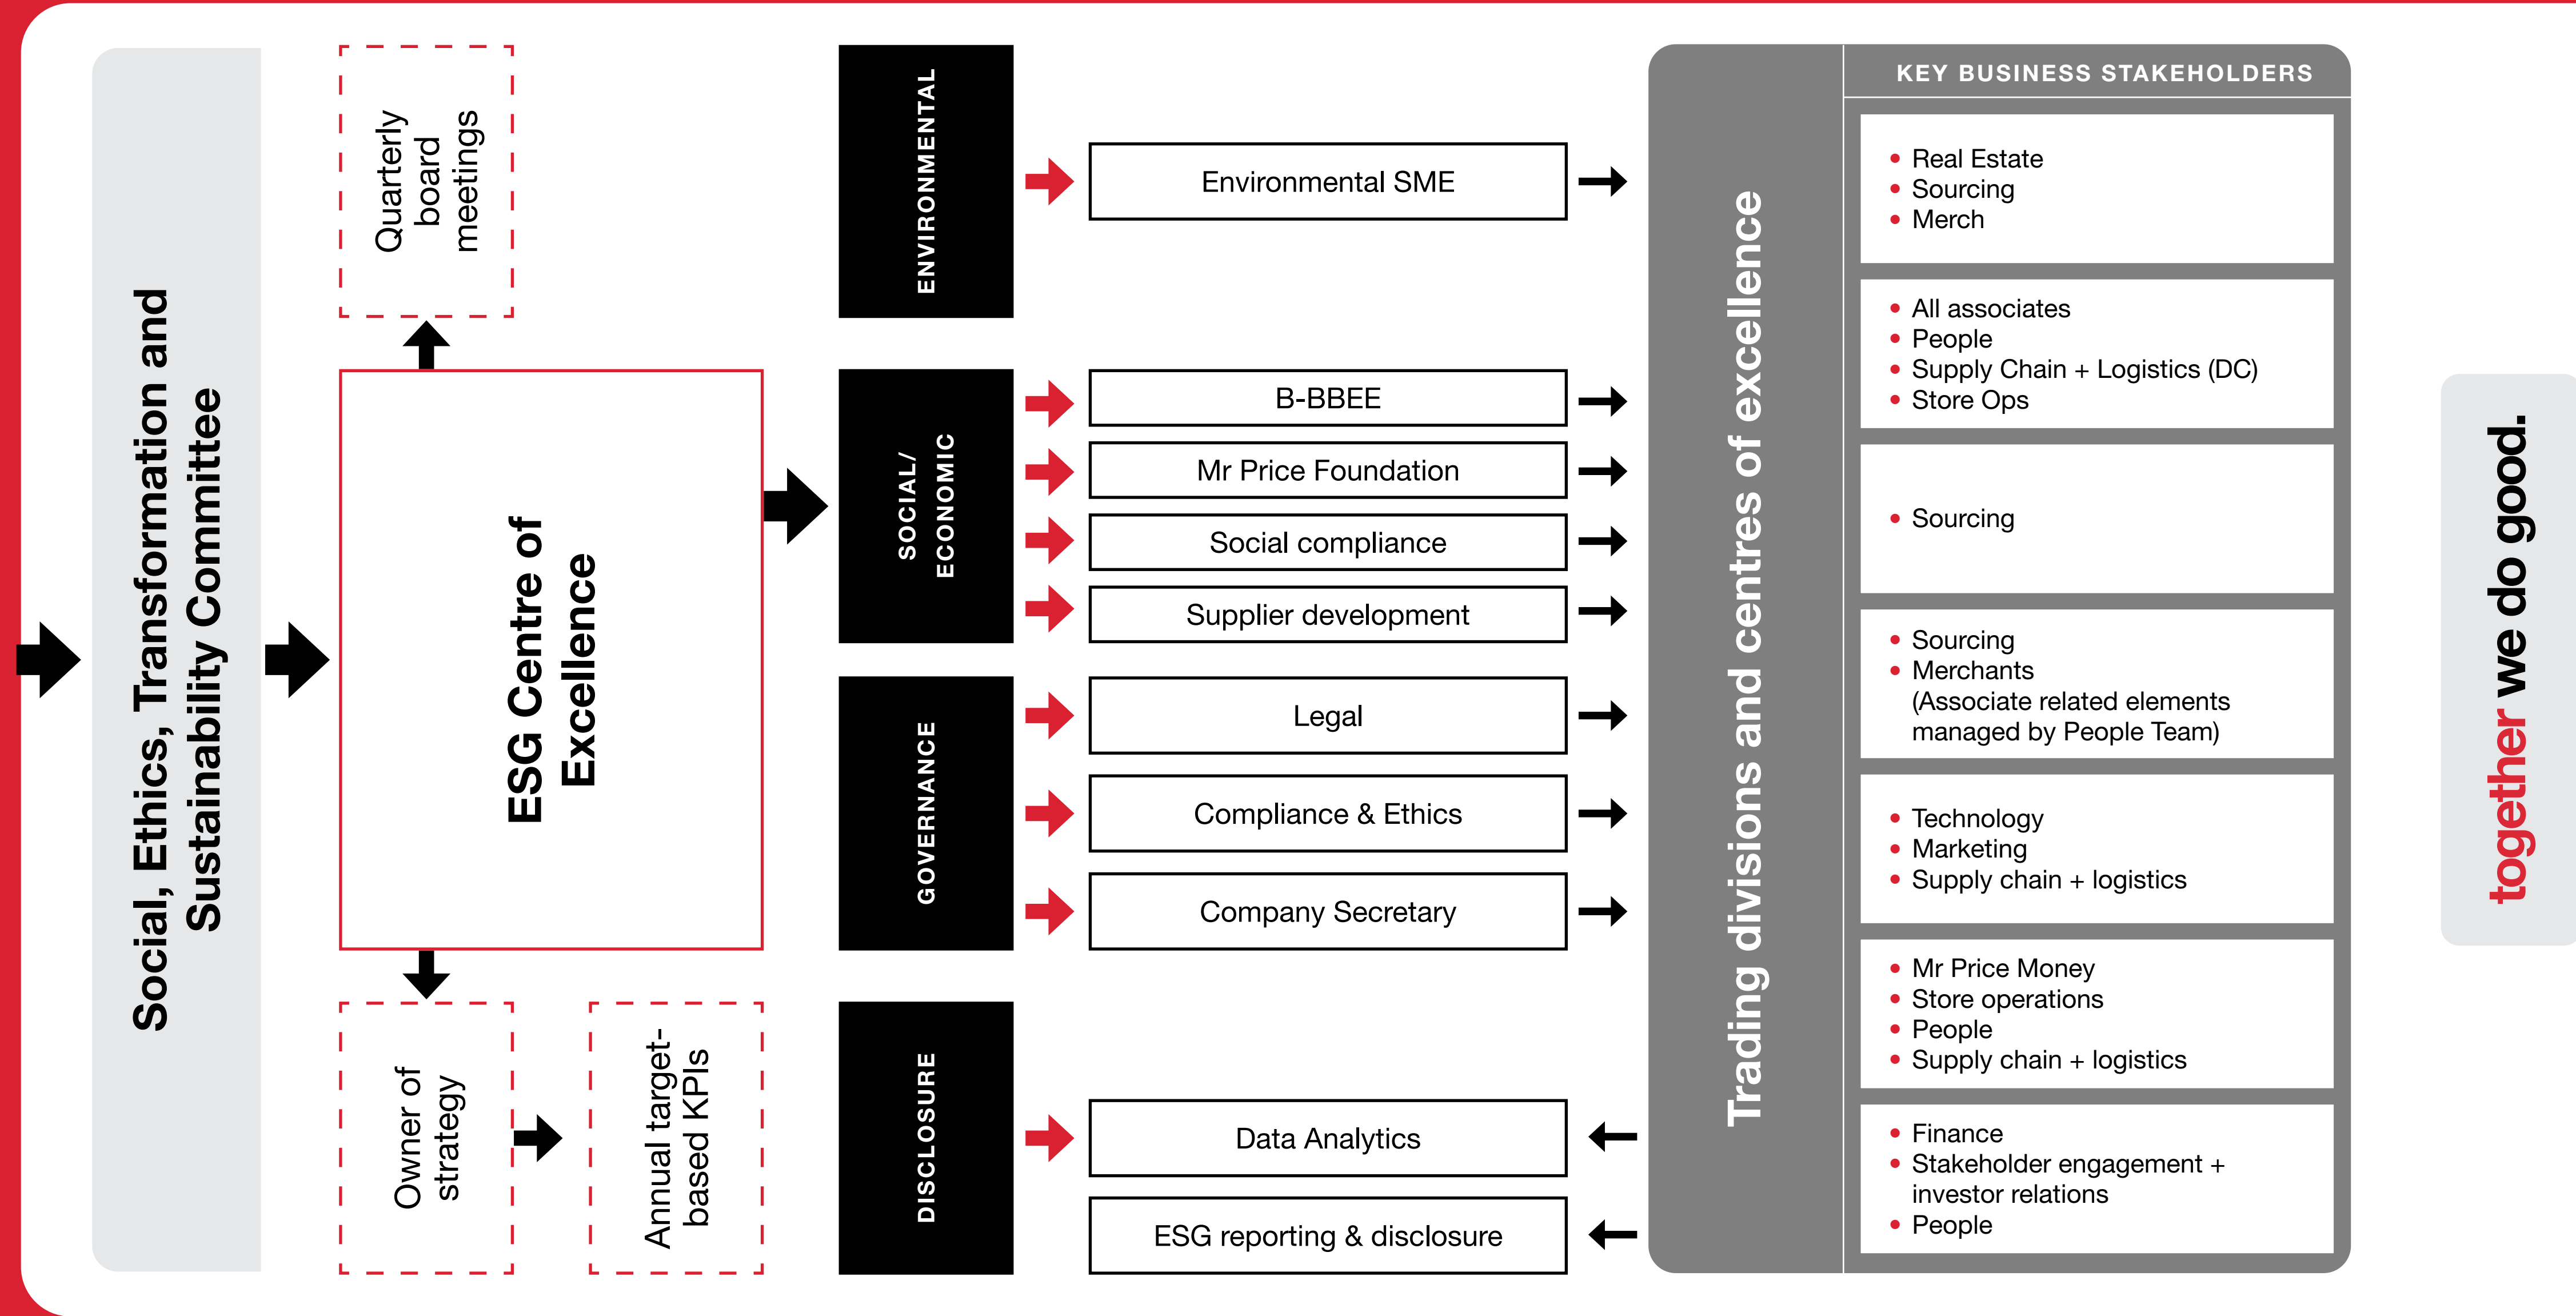 Social, Ethics, Transformation and
Sustainability Committee
Quarterly
board
meetings
ESG Centre of
Excellence
Owner of
strategy
Annual target-
based KPIs
ENVIRONMENTAL
Environmental SME
SOCIAL/
ECONOMIC
B-BBEE
Mr Price Foundation
Social compliance
Supplier development
GOVERNANCE
Legal
Compliance & Ethics
Company Secretary
DISCLOSURE
Data Analytics
ESG reporting & disclosure
Trading divisions and centres of excellence
KEY BUSINESS STAKEHOLDERS
• Real Estate
• Sourcing
• Merch
• All associates
• People
• Supply Chain + Logistics (DC)
• Store Ops
• Sourcing
• Sourcing
• Merchants
(Associate related elements
managed by People Team)
• Technology
• Marketing
• Supply chain + logistics
• Mr Price Money
• Store operations
• People
• Supply chain + logistics
• Finance
• Stakeholder engagement +
investor relations
• People
together we do good.